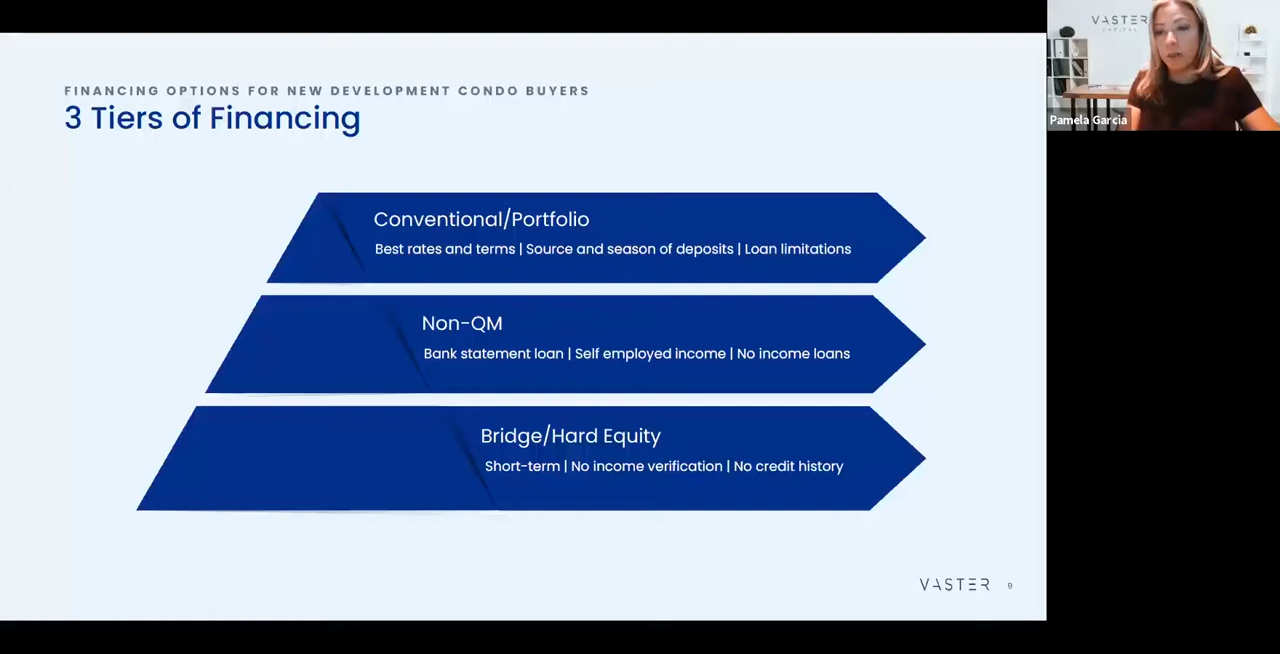 FINANCING OPTIONS FOR NEW DEVELOPMENT CONDO BUYERS
3 Tiers of Financing
Conventional/Portfolio
Best rates and terms | Source and season of deposits | Loan limitations
Non-QM
Bank statement loan | Self employed income | No income loans
Bridge/Hard Equity
Short-term | No income verification | No credit history
VASTER 9
VASTER
CAPITAL
Pamela Garcia